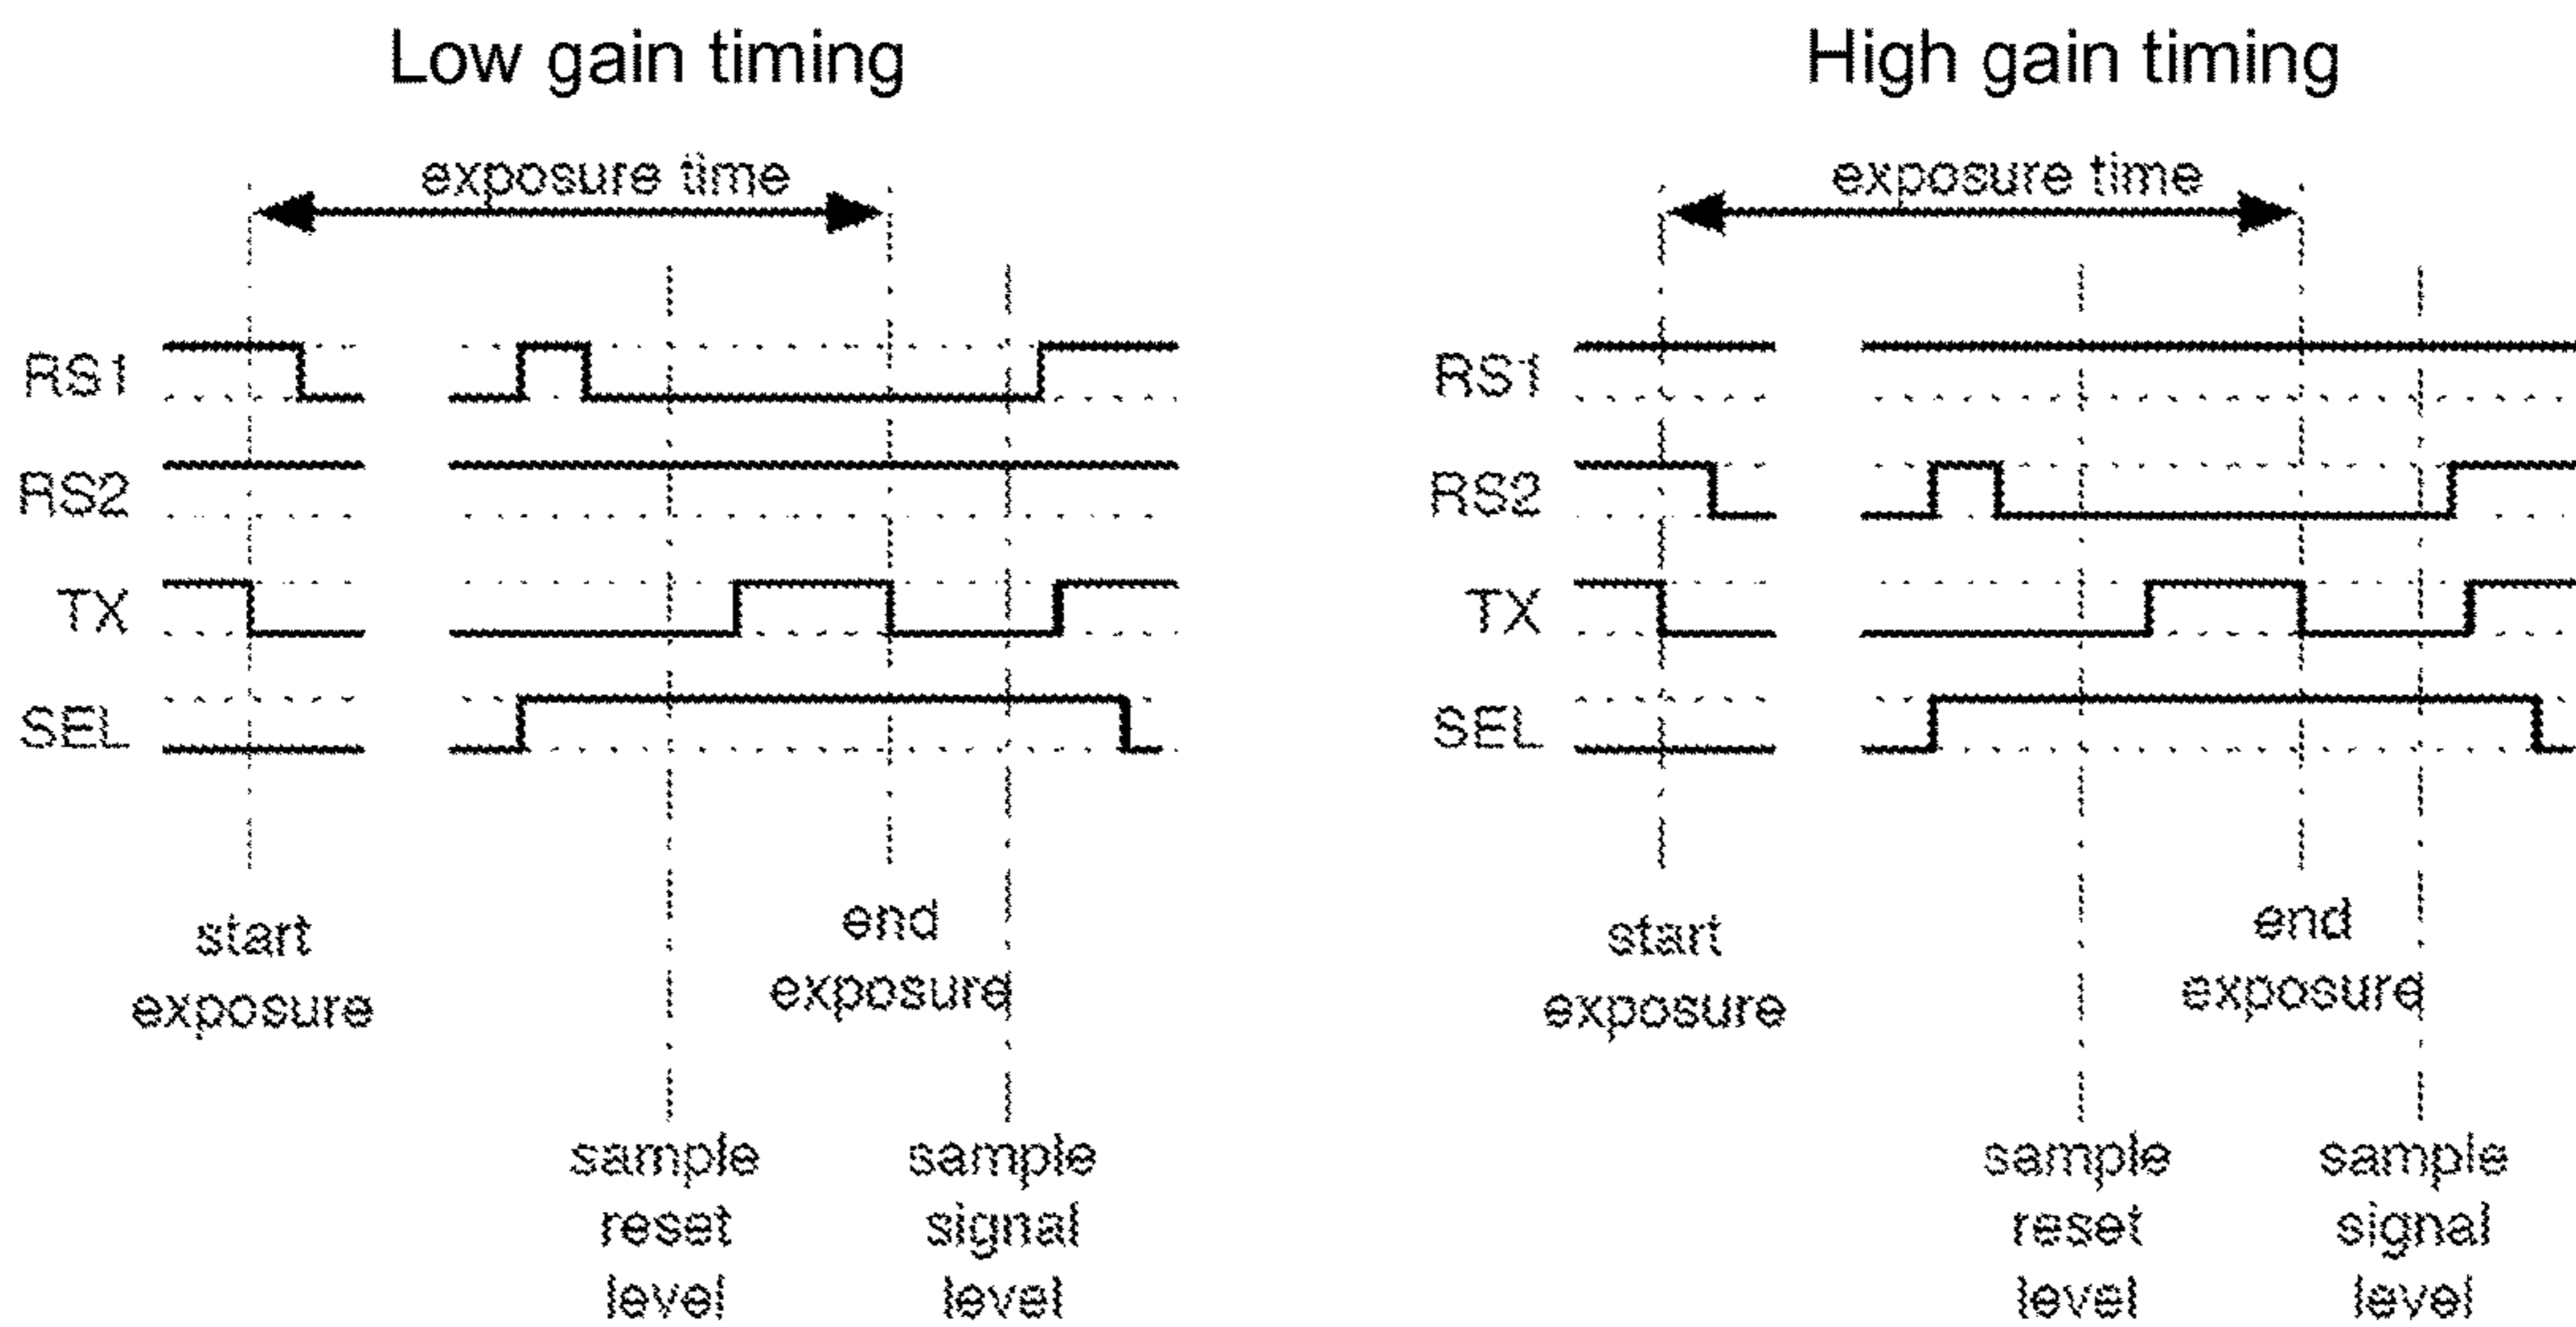 Low gain timing
exposure time
RS1
RS2
TX
SEL
start
exposure
end
exposure
sample
reset
level
sample
signal
level
High gain timing
exposure time
RS1
RS2
TX
SEL
start
exposure
end
exposure
sample
reset
level
sample
signal
level